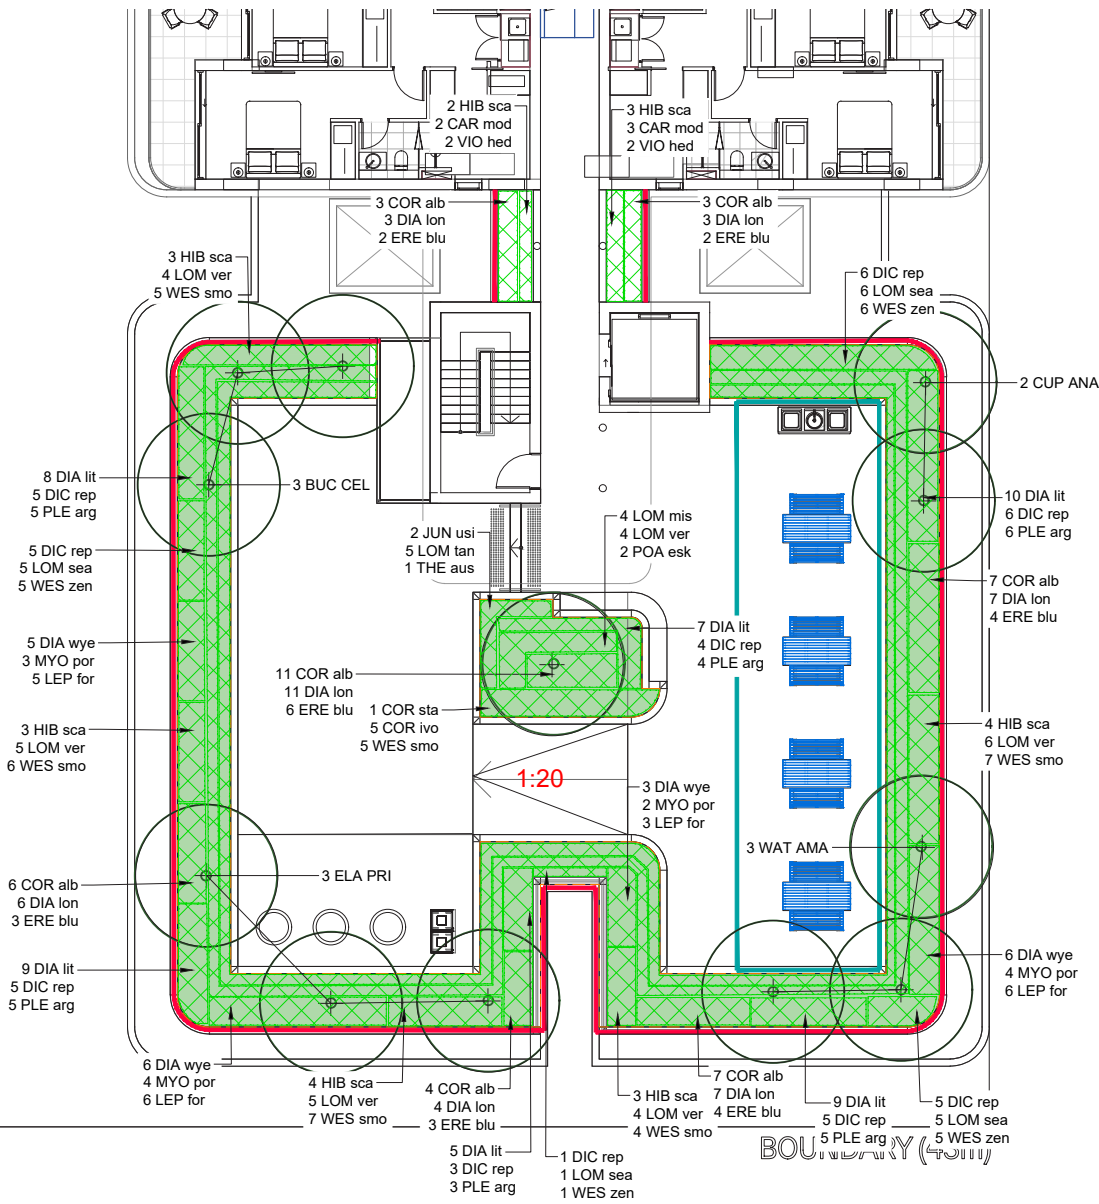 2 HIB sca
2 CAR mod
2 VIO hed
3 HIB sca
3 CAR mod
2 VIO hed
3 COR alb
3 DIA lon
2 ERE blu
3 COR alb
3 DIA lon
2 ERE blu
3 HIB sca
4 LOM ver
5 WES smo
6 DIC rep
6 LOM sea
6 WES zen
2 CUP ANA
8 DIA lit
5 DIC rep
5 PLE arg
3 BUC CEL
10 DIA lit
6 DIC rep
6 PLE arg
2 JUN usi
5 LOM tan
1 THE aus
4 LOM mis
4 LOM ver
2 POA esk
5 DIC rep
5 LOM sea
5 WES zen
7 COR alb
7 DIA lon
4 ERE blu
5 DIA wye
3 MYO por
5 LEP for
7 DIA lit
4 DIC rep
4 PLE arg
11 COR alb
11 DIA lon
6 ERE blu
1 COR sta
5 COR ivo
5 WES smo
3 HIB sca
5 LOM ver
6 WES smo
4 HIB sca
6 LOM ver
7 WES smo
1:20
3 DIA wye
2 MYO por
3 LEP for
3 WAT AMA
3 ELA PRI
6 COR alb
6 DIA lon
3 ERE blu
9 DIA lit
5 DIC rep
5 PLE arg
6 DIA wye
4 MYO por
6 LEP for
6 DIA wye
4 MYO por
6 LEP for
4 HIB sca
5 LOM ver
7 WES smo
4 COR alb
4 DIA lon
3 ERE blu
3 HIB sca
4 LOM ver
4 WES smo
7 COR alb
7 DIA lon
4 ERE blu
9 DIA lit
5 DIC rep
5 PLE arg
5 DIC rep
5 LOM sea
5 WES zen
5 DIA lit
3 DIC rep
3 PLE arg
1 DIC rep
1 LOM sea
1 WES zen
BOUNDARY (43m)